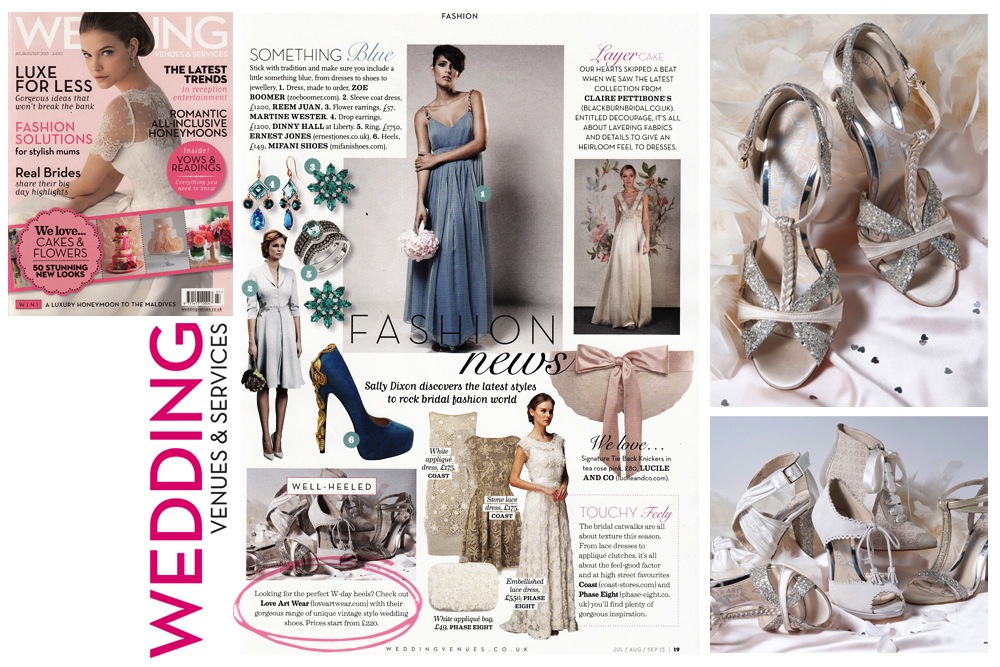 WEDDING
VENUES & SERVICES
LUXE
FOR LESS
Gorgeous ideas that
won't break the bank
FASHION
SOLUTIONS
for stylish mums
Real Brides
share their big
day highlights
THE LATEST
TRENDS
in reception
entertainment
ROMANTIC
ALL-INCLUSIVE
HONEYMOONS
Inside!
VOWS &
READINGS
Everything you
need to know
We love...
CAKES &
FLOWERS
50 STUNNING
NEW LOOKS
WIN! A LUXURY HONEYMOON TO THE MALDIVES
weddingvenues.co.uk
WEDDING
VENUES & SERVICES
FASHION
SOMETHING Blue
Stick with tradition and make sure you include a
little something blue, from dresses to shoes to
jewellery. 1. Dress, made to order, ZOE
BOOMER (zoeboomer.com). 2. Sleeve coat dress,
£1200, REEM JUAN. 3. Flower earrings, £57,
MARTINE WESTER. 4. Drop earrings,
£1200, DINNY HALL at Liberty. 5. Ring, £1750,
ERNEST JONES (ernestjones.co.uk). 6. Heels,
£149, MIFANI SHOES (mifanishoes.com).
4
3
1
5
2
6
Layer CAKE
OUR HEARTS SKIPPED A BEAT
WHEN WE SAW THE LATEST
COLLECTION FROM
CLAIRE PETTIBONE'S
(BLACKBURNBRIDAL.CO.UK).
ENTITLED DECOUPAGE, IT'S ALL
ABOUT LAYERING FABRICS
AND DETAILS TO GIVE AN
HEIRLOOM FEEL TO DRESSES.
FASHION
news
Sally Dixon discovers the latest styles
to rock bridal fashion world
We love...
Signature Tie Back Knickers in
tea rose pink, £80, LUCILE
AND CO (lucileandco.com).
White
appliqué
dress, £175,
COAST
Stone lace
dress, £175,
COAST
Embellished
lace dress,
£550, PHASE
EIGHT
White appliqué bag,
£49, PHASE EIGHT
WELL-HEELED
Looking for the perfect W-day heels? Check out
Love Art Wear (loveartwear.com) with their
gorgeous range of unique vintage style wedding
shoes. Prices start from £220.
TOUCHY Feely
The bridal catwalks are all
about texture this season.
From lace dresses to
appliqué clutches, it's all
about the feel-good factor
and at high street favourites
Coast (coast-stores.com) and
Phase Eight (phase-eight.co.
uk) you'll find plenty of
gorgeous inspiration.
WEDDINGVENUES.CO.UK
JUL / AUG / SEP 13 | 19